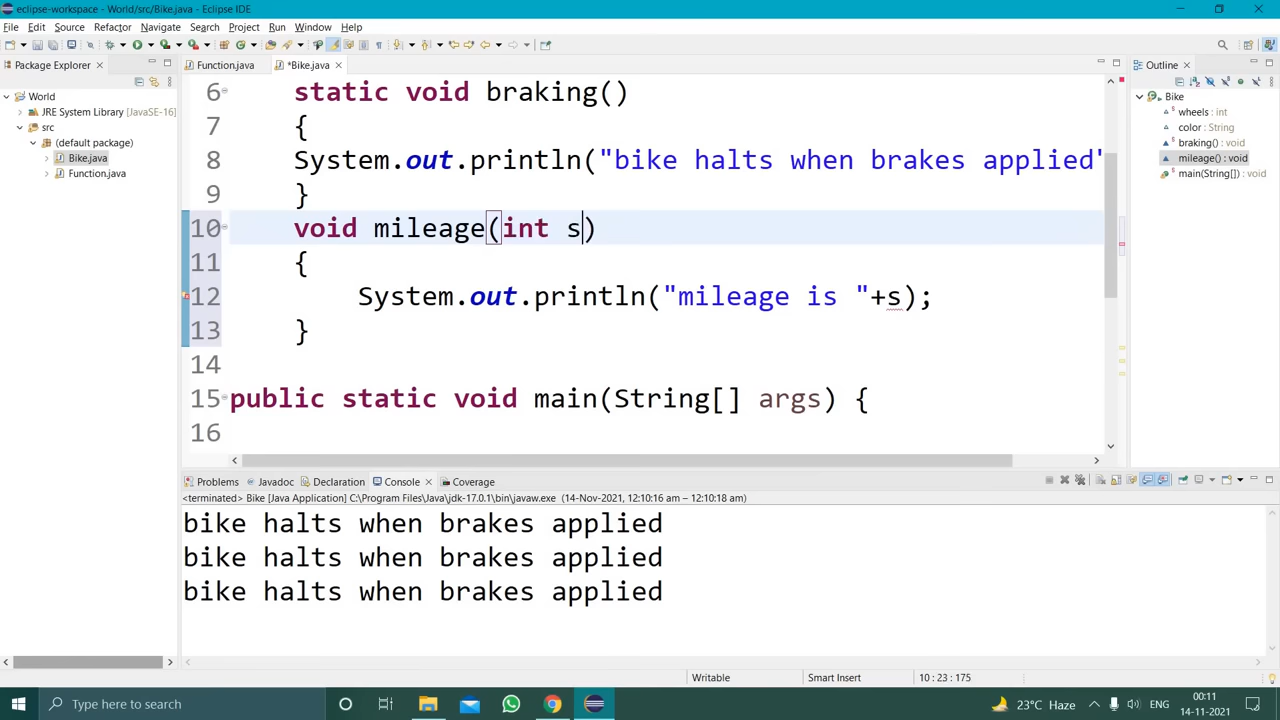 eclipse-workspace - World/src/Bike.java - Eclipse IDE
File Edit Source Refactor Navigate Search Project Run Window Help
Package Explorer
Function.java
*Bike.java
Outline
World
JRE System Library [JavaSE-16]
src
(default package)
Bike.java
Function.java
6 static void braking()
7 {
8 System.out.println("bike halts when brakes applied"
9 }
10 void mileage(int s)
11 {
12 System.out.println("mileage is "+s);
13 }
14
15 public static void main(String[] args) {
16
Bike
wheels : int
color : String
braking() : void
mileage() : void
main(String[]) : void
Problems Javadoc Declaration Console Coverage
<terminated> Bike [Java Application] C:\Program Files\Java\jdk-17.0.1\bin\javaw.exe (14-Nov-2021, 12:10:16 am – 12:10:18 am)
bike halts when brakes applied
bike halts when brakes applied
bike halts when brakes applied
Writable Smart Insert 10 : 23 : 175
Type here to search
23°C Haze
ENG
00:11
14-11-2021